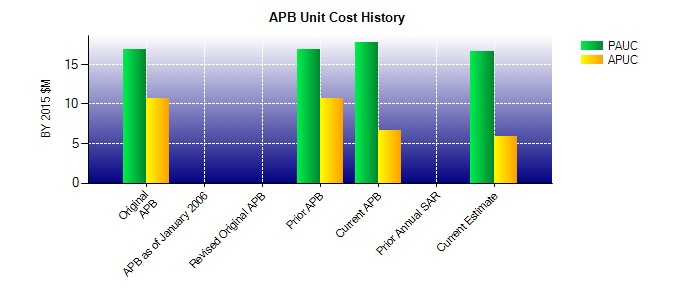 APB Unit Cost History
PAUC
APUC
BY 2015 $M
15
10
5
0
Original
APB
APB as of January 2006
Revised Original APB
Prior APB
Current APB
Prior Annual SAR
Current Estimate